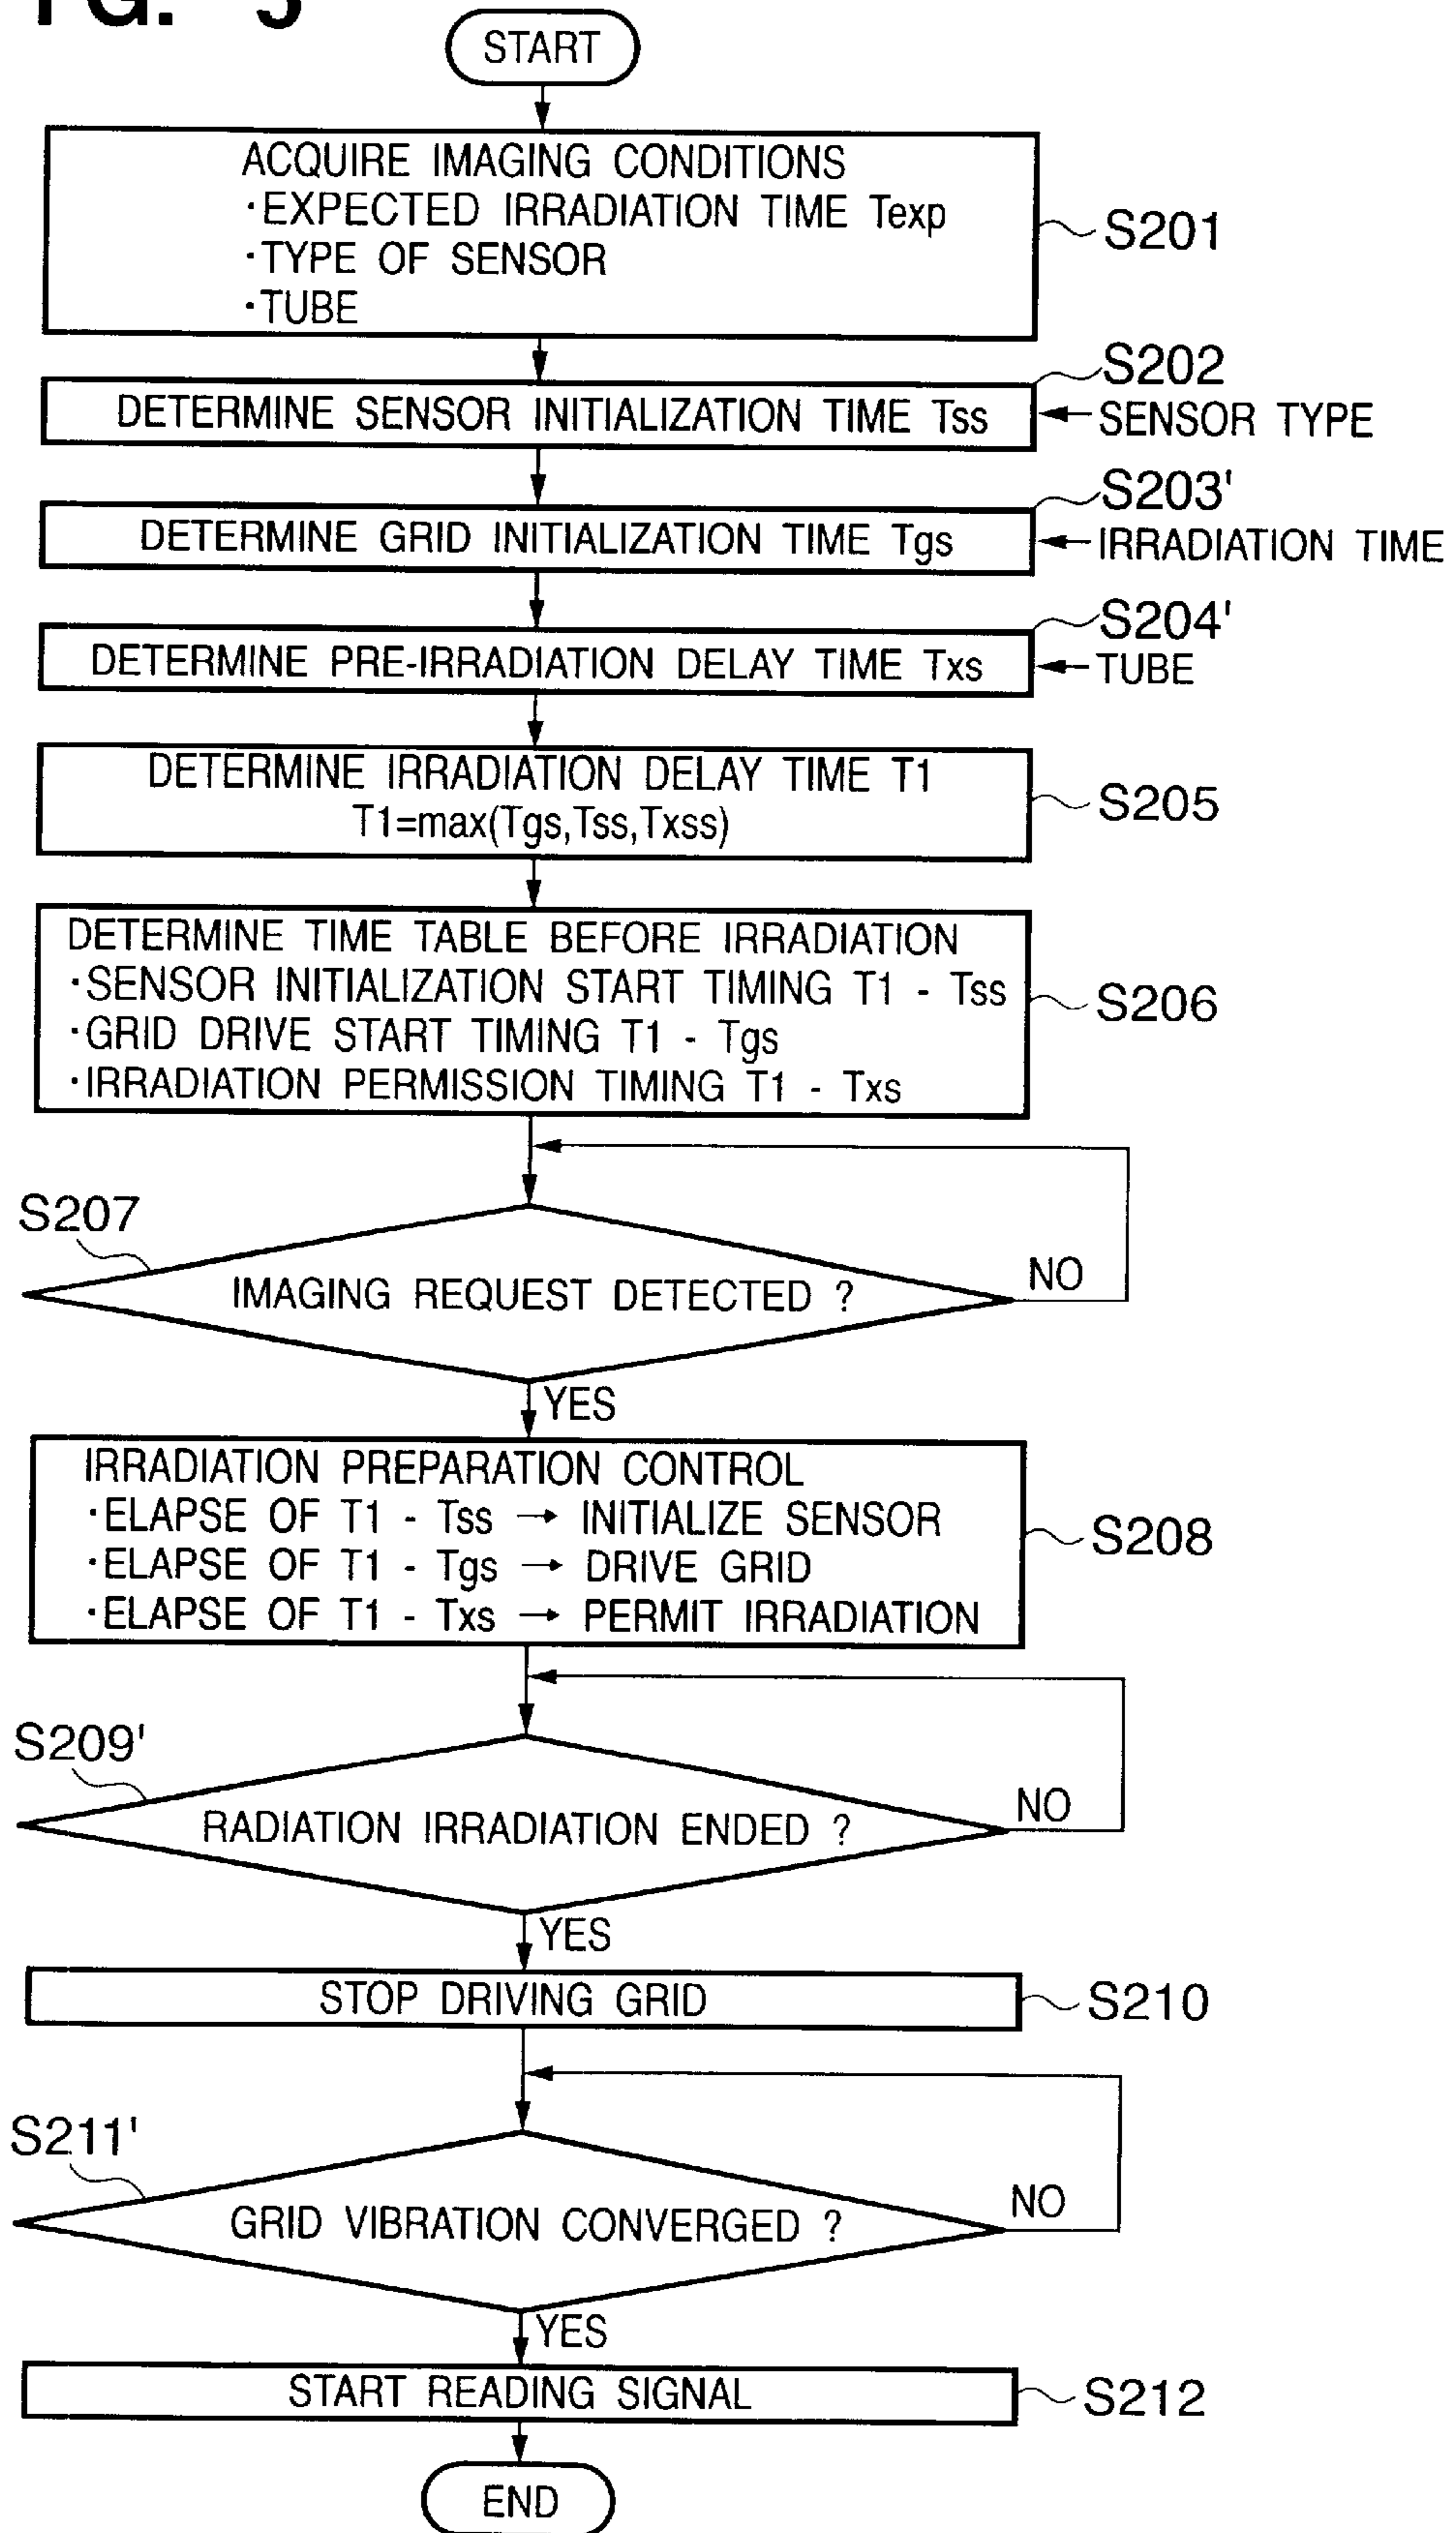 START
ACQUIRE IMAGING CONDITIONS
·EXPECTED IRRADIATION TIME Texp
·TYPE OF SENSOR
·TUBE
S201
S202
DETERMINE SENSOR INITIALIZATION TIME Tss
SENSOR TYPE
S203'
DETERMINE GRID INITIALIZATION TIME Tgs
IRRADIATION TIME
S204'
DETERMINE PRE-IRRADIATION DELAY TIME Txs
TUBE
DETERMINE IRRADIATION DELAY TIME T1
T1=max(Tgs,Tss,Txss)
S205
DETERMINE TIME TABLE BEFORE IRRADIATION
·SENSOR INITIALIZATION START TIMING T1 - Tss
·GRID DRIVE START TIMING T1 - Tgs
·IRRADIATION PERMISSION TIMING T1 - Txs
S206
S207
IMAGING REQUEST DETECTED ?
NO
YES
IRRADIATION PREPARATION CONTROL
·ELAPSE OF T1 - Tss → INITIALIZE SENSOR
·ELAPSE OF T1 - Tgs → DRIVE GRID
·ELAPSE OF T1 - Txs → PERMIT IRRADIATION
S208
S209'
RADIATION IRRADIATION ENDED ?
NO
YES
STOP DRIVING GRID
S210
S211'
GRID VIBRATION CONVERGED ?
NO
YES
START READING SIGNAL
S212
END